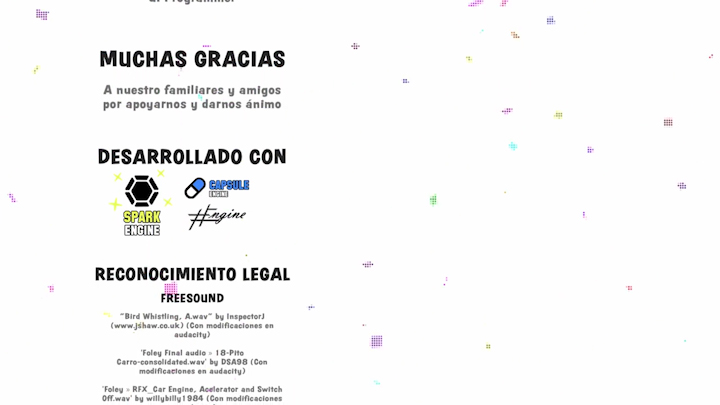 MUCHAS GRACIAS
A nuestro familiares y amigos
por apoyarnos y darnos ánimo
DESARROLLADO CON
SPARK
ENGINE
CAPSULE
ENGINE
#Engine
RECONOCIMIENTO LEGAL
FREESOUND
"Bird Whistling, A.wav" by InspectorJ
(www.jshaw.co.uk) (Con modificaciones en
audacity)
'Foley Final audio » 18-Pito
Carro-consolidated.wav' by DSA98 (Con
modificaciones en audacity)
'Foley » RFX_Car Engine, Acelerator and Switch
Off.wav' by willybilly1984 (Con modificaciones